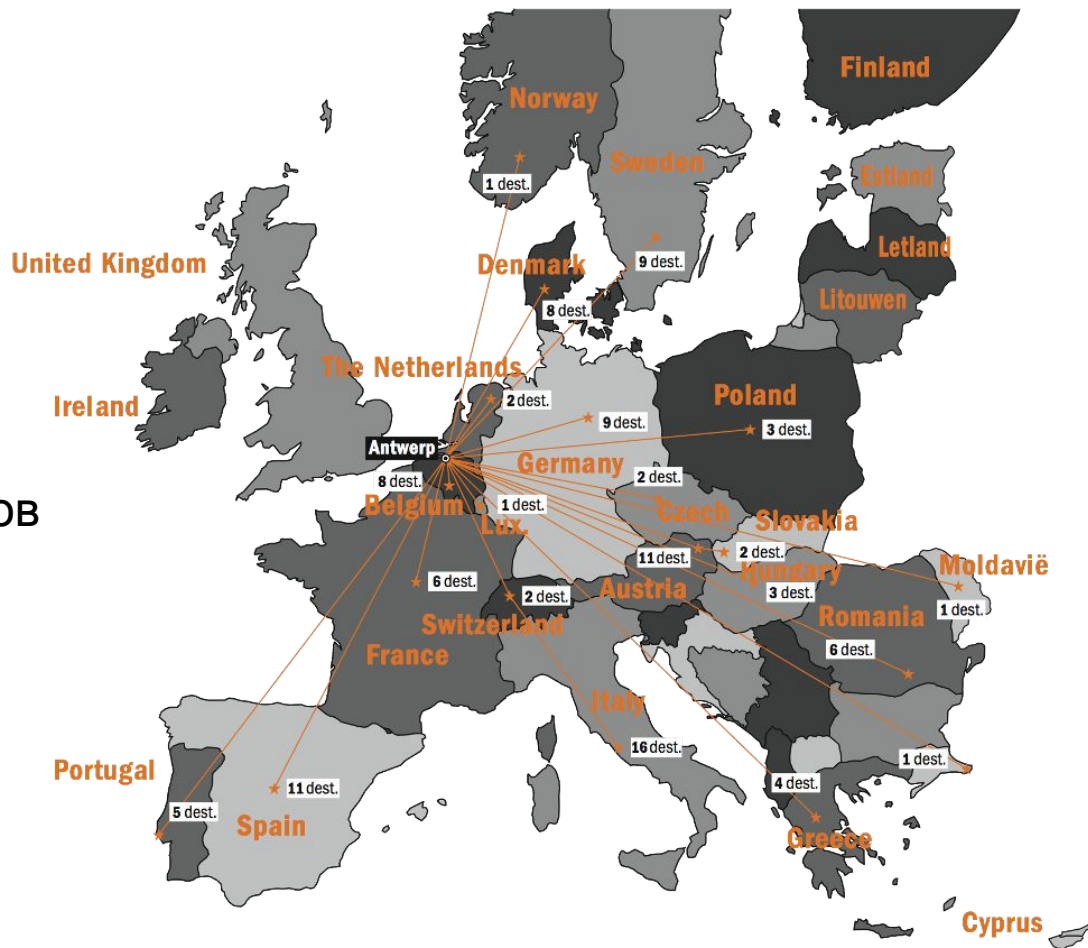 Finland
Norway
Sweden
Estland
1 dest.
Letland
United Kingdom
Denmark
9 dest.
Litouwen
8 dest.
The Netherlands
Poland
Ireland
2 dest.
9 dest.
3 dest.
Antwerp
Germany
8 dest.
2 dest.
Belgium
1 dest.
Czech
OB
Lux.
Slovakia
11 dest.
2 dest.
Moldavië
Hungary
6 dest.
Austria
3 dest.
2 dest.
1 dest.
Switzerland
Romania
France
6 dest.
Italy
16 dest.
1 dest.
Portugal
11 dest.
4 dest.
5 dest.
Spain
Greece
Cyprus